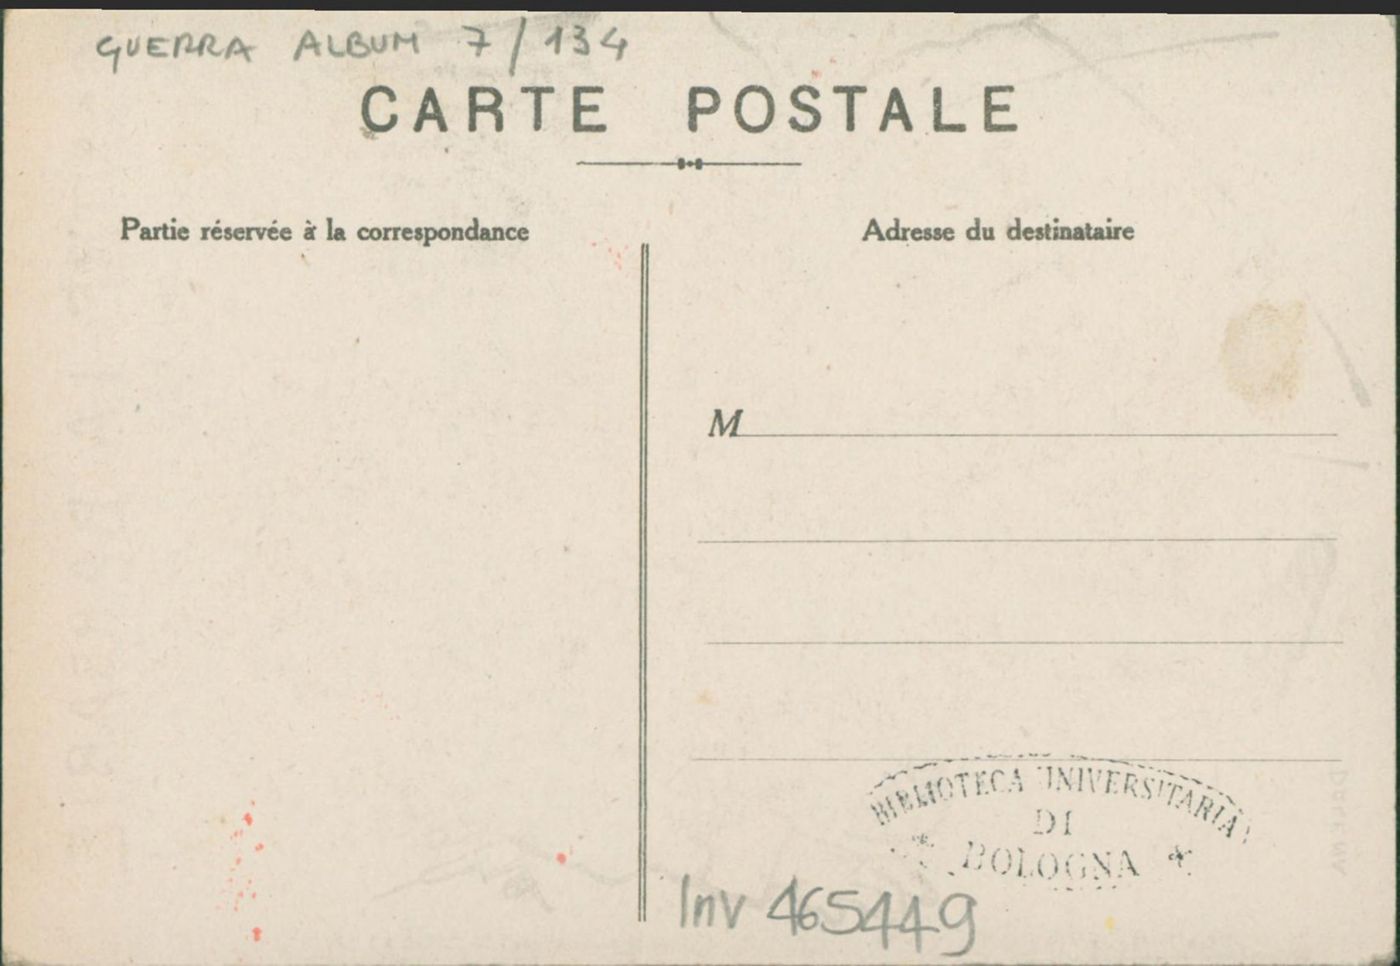 GUERRA ALBUM 7/134
CARTE POSTALE
Partie réservée à la correspondance
Adresse du destinataire
M
BIBLIOTECA UNIVERSITARIA
DI
BOLOGNA
Inv 465449